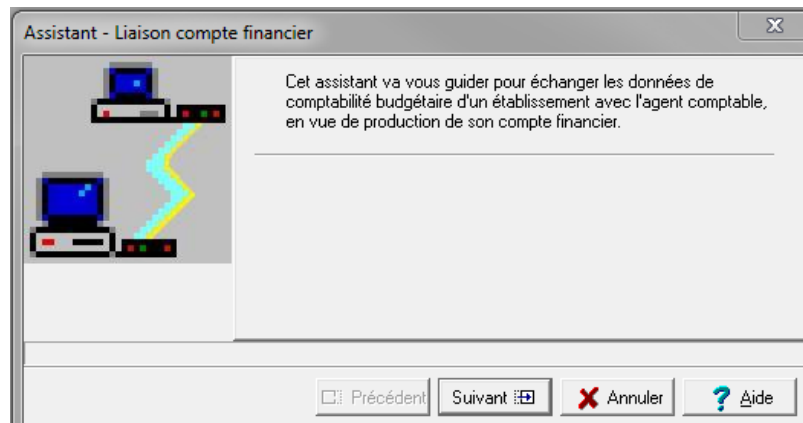 Assistant - Liaison compte financier
Cet assistant va vous guider pour échanger les données de
comptabilité budgétaire d'un établissement avec l'agent comptable,
en vue de production de son compte financier.
Précédent
Suivant
Annuler
Aide